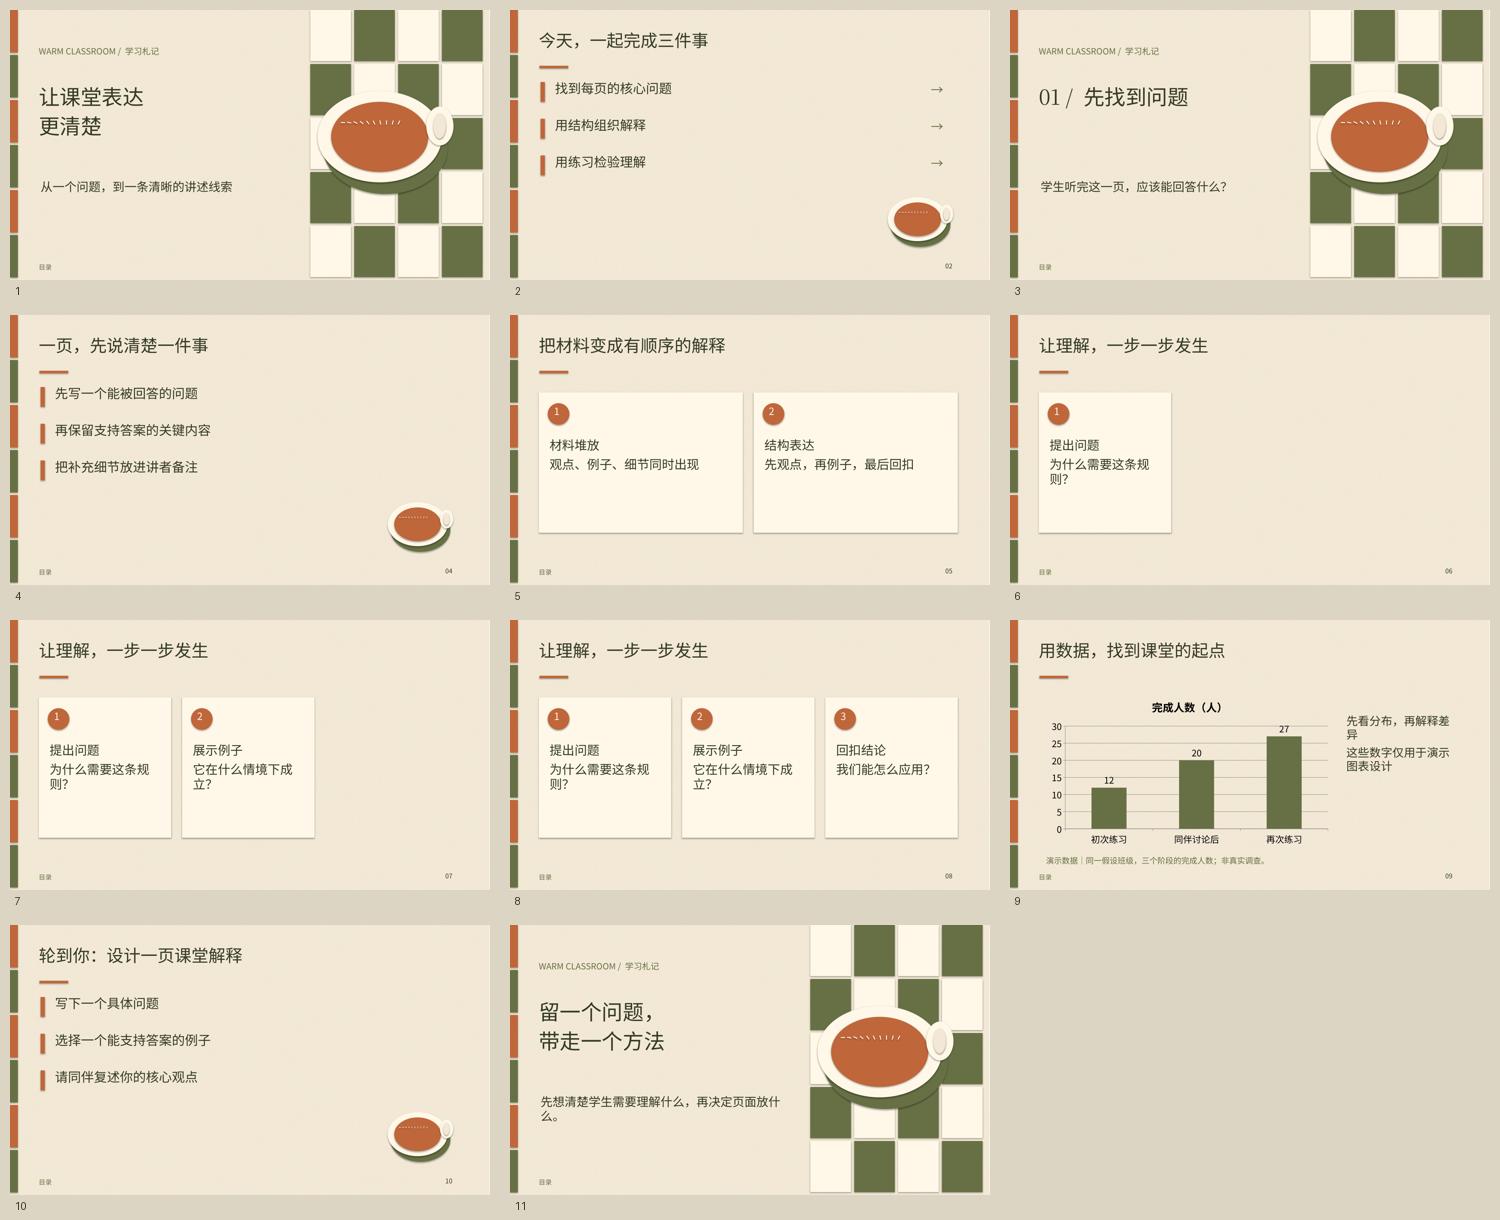 WARM CLASSROOM / 学习札记
让课堂表达
更清楚
从一个问题，到一条清晰的讲述线索
目录
1
今天，一起完成三件事
找到每页的核心问题 →
用结构组织解释 →
用练习检验理解 →
02
2
WARM CLASSROOM / 学习札记
01 / 先找到问题
学生听完这一页，应该能回答什么？
目录
3
一页，先说清楚一件事
先写一个能被回答的问题
再保留支持答案的关键内容
把补充细节放进讲者备注
目录
04
4
把材料变成有顺序的解释
1
材料堆放
观点、例子、细节同时出现
2
结构表达
先观点，再例子，最后回扣
目录
05
5
让理解，一步一步发生
1
提出问题
为什么需要这条规
则？
目录
06
6
让理解，一步一步发生
1
提出问题
为什么需要这条规
则？
2
展示例子
它在什么情境下成
立？
目录
07
7
让理解，一步一步发生
1
提出问题
为什么需要这条规
则？
2
展示例子
它在什么情境下成
立？
3
回扣结论
我们能怎么应用？
目录
08
8
用数据，找到课堂的起点
完成人数（人）
30
25
20
15
10
5
0
12
20
27
初次练习
同伴讨论后
再次练习
先看分布，再解释差
异
这些数字仅用于演示
图表设计
演示数据｜同一假设班级，三个阶段的完成人数；非真实调查。
目录
09
9
轮到你：设计一页课堂解释
写下一个具体问题
选择一个能支持答案的例子
请同伴复述你的核心观点
目录
10
10
WARM CLASSROOM / 学习札记
留一个问题，
带走一个方法
先想清楚学生需要理解什么，再决定页面放什
么。
目录
11